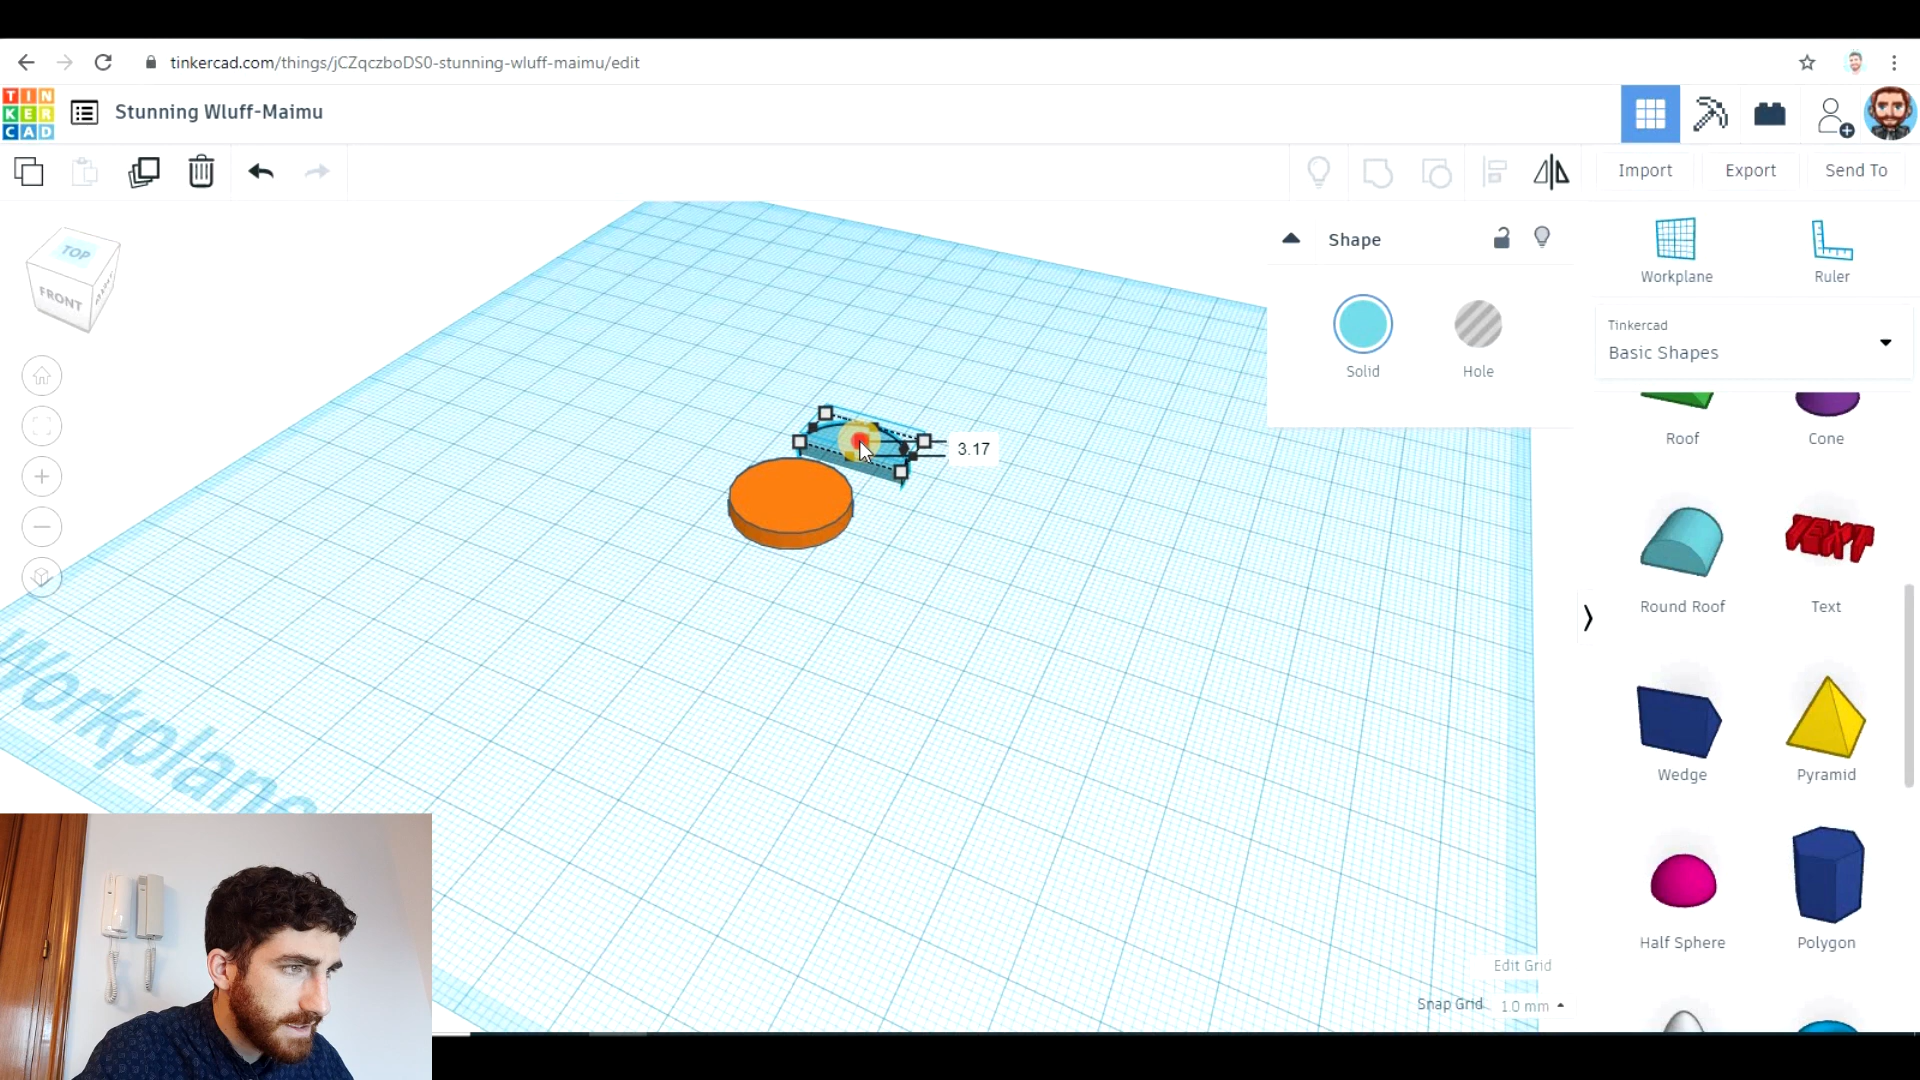 tinkercad.com/things/jCZqczboDS0-stunning-wluff-maimu/edit
TIN
KER
CAD
Stunning Wluff-Maimu
Import
Export
Send To
TOP
FRONT
Shape
Solid
Hole
Workplane
Ruler
Tinkercad
Basic Shapes
3.17
Roof
Cone
TEXT
Round Roof
Text
Wedge
Pyramid
Half Sphere
Polygon
Workplane
Edit Grid
Snap Grid 1.0 mm